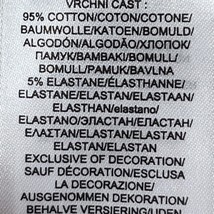 VRCHNÍ CAST :
95% COTTON/COTON/COTONE/
BAUMWOLLE/KATOEN/BOMULD/
ALGODÓN/ALGODÃO/ХЛОПОК/
ПАМУК/BAMBAKI/BOMULL/
BOMULL/PAMUK/BAVLNA
5% ELASTANE/ÉLASTHANNE/
ELASTANE/ELASTAN/ELASTAAN/
ELASTHAN/elastano/
ELASTANO/ЭЛАСТАН/ЕЛАСТАН/
ΕΛΑΣΤΑΝ/ELASTAN/ELASTAN/
ELASTAN/ELASTAN
EXCLUSIVE OF DECORATION/
SAUF DÉCORATION/ESCLUSA
LA DECORAZIONE/
AUSGENOMMEN DEKORATION/
BEHALVE VERSIERING/UDEN